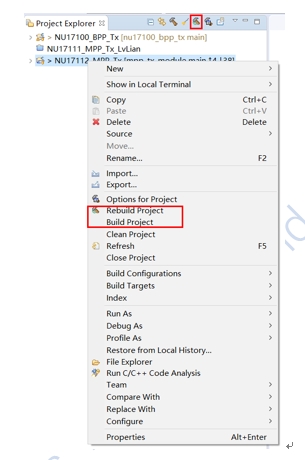 Project Explorer
NU17100_BPP_Tx [nu17100_bpp_tx main]
NU17111_MPP_Tx_LvLian
NU17112_MPP_Tx [mpp_tx_module main ↑4 ↓38]
New
Show in Local Terminal
Copy Ctrl+C
Paste Ctrl+V
Delete Delete
Source
Move...
Rename... F2
Import...
Export...
Options for Project
Rebuild Project
Build Project
Clean Project
Refresh F5
Close Project
Build Configurations
Build Targets
Index
Run As
Debug As
Profile As
Restore from Local History...
File Explorer
Run C/C++ Code Analysis
Team
Compare With
Replace With
Configure
Properties Alt+Enter